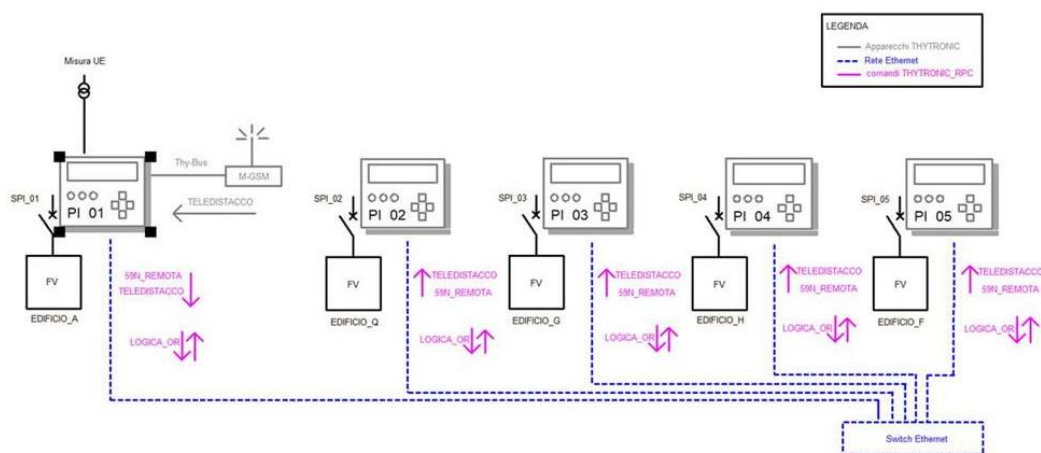 LEGENDA
Apparecchi THYTRONIC
Rete Ethernet
comandi THYTRONIC_RPC
Misura UE
Thy-Bus
M-GSM
TELEDISTACCO
SPI_01
PI 01
FV
EDIFICIO_A
59N_REMOTA
TELEDISTACCO
LOGICA_OR
SPI_02
PI 02
FV
EDIFICIO_Q
TELEDISTACCO
59N_REMOTA
LOGICA_OR
SPI_03
PI 03
FV
EDIFICIO_G
TELEDISTACCO
59N_REMOTA
LOGICA_OR
SPI_04
PI 04
FV
EDIFICIO_H
TELEDISTACCO
59N_REMOTA
LOGICA_OR
SPI_05
PI 05
FV
EDIFICIO_F
TELEDISTACCO
59N_REMOTA
LOGICA_OR
Switch Ethernet